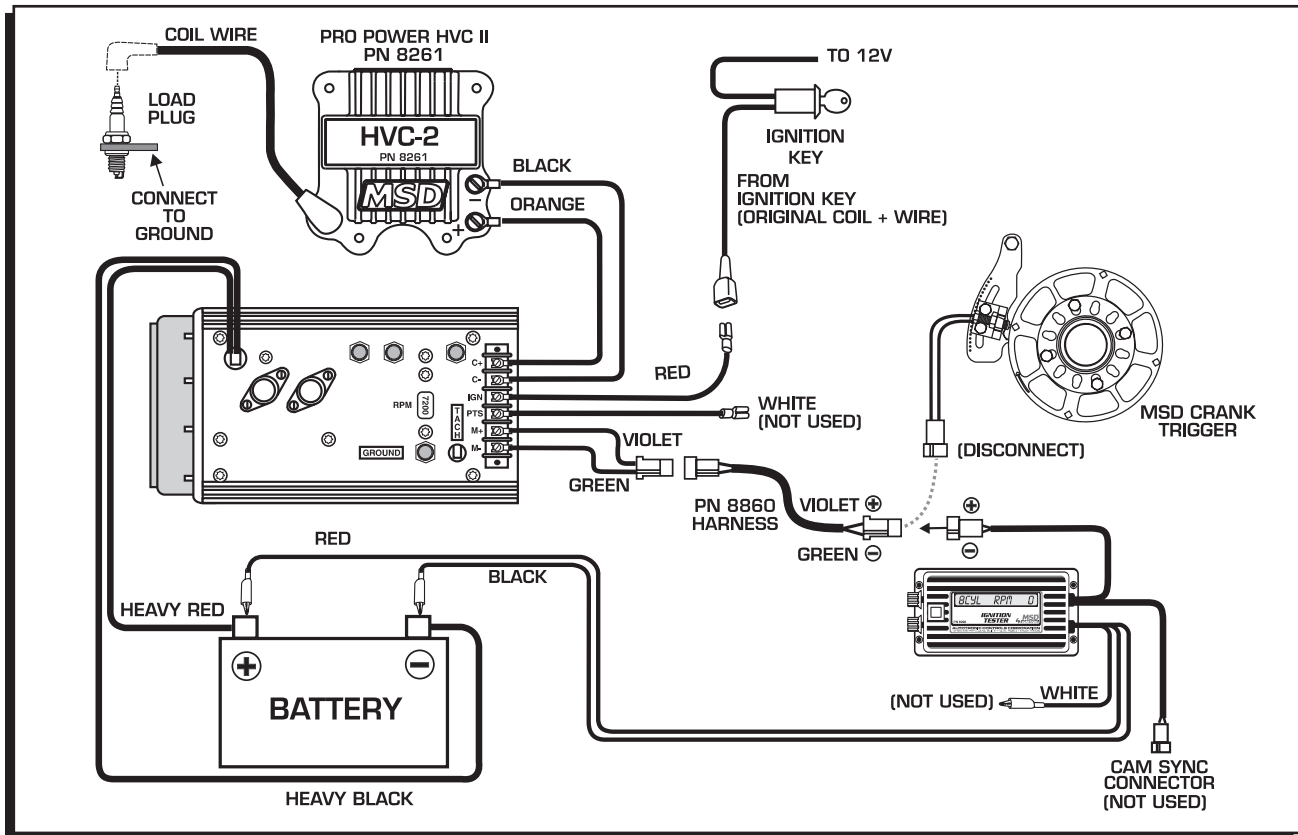 COIL WIRE
PRO POWER HVC II
PN 8261
TO 12V
LOAD
PLUG
HVC-2
PN 8261
MSD
IGNITION
KEY
BLACK
CONNECT
TO
GROUND
ORANGE
FROM
IGNITION KEY
(ORIGINAL COIL + WIRE)
−
+
C+
C-
IGN
PTS
M+
M-
RPM
7200
TACH
GROUND
RED
WHITE
(NOT USED)
MSD CRANK
TRIGGER
(DISCONNECT)
VIOLET
GREEN
PN 8860
HARNESS
VIOLET +
GREEN −
+
−
RED
BLACK
HEAVY RED
+
−
BATTERY
HEAVY BLACK
8CYL RPM 0
IGNITION
TESTER
MSD
(NOT USED)
WHITE
CAM SYNC
CONNECTOR
(NOT USED)